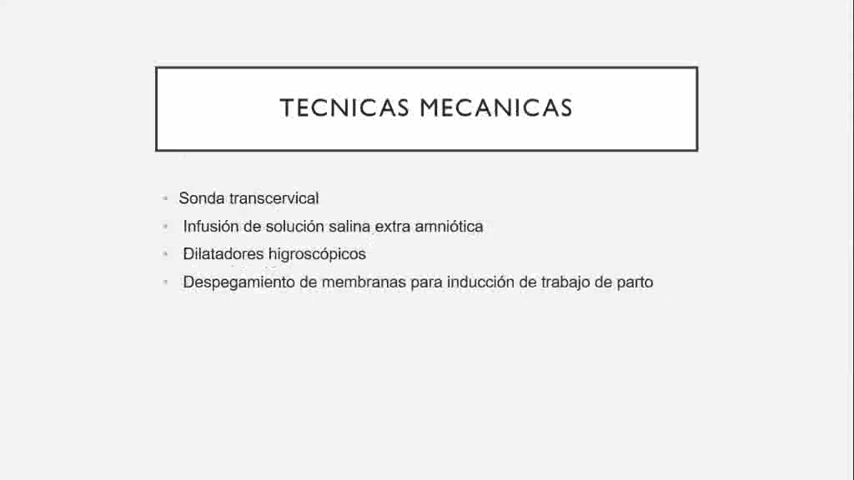 TECNICAS MECANICAS
• Sonda transcervical
• Infusión de solución salina extra amniótica
• Dilatadores higroscópicos
• Despegamiento de membranas para inducción de trabajo de parto